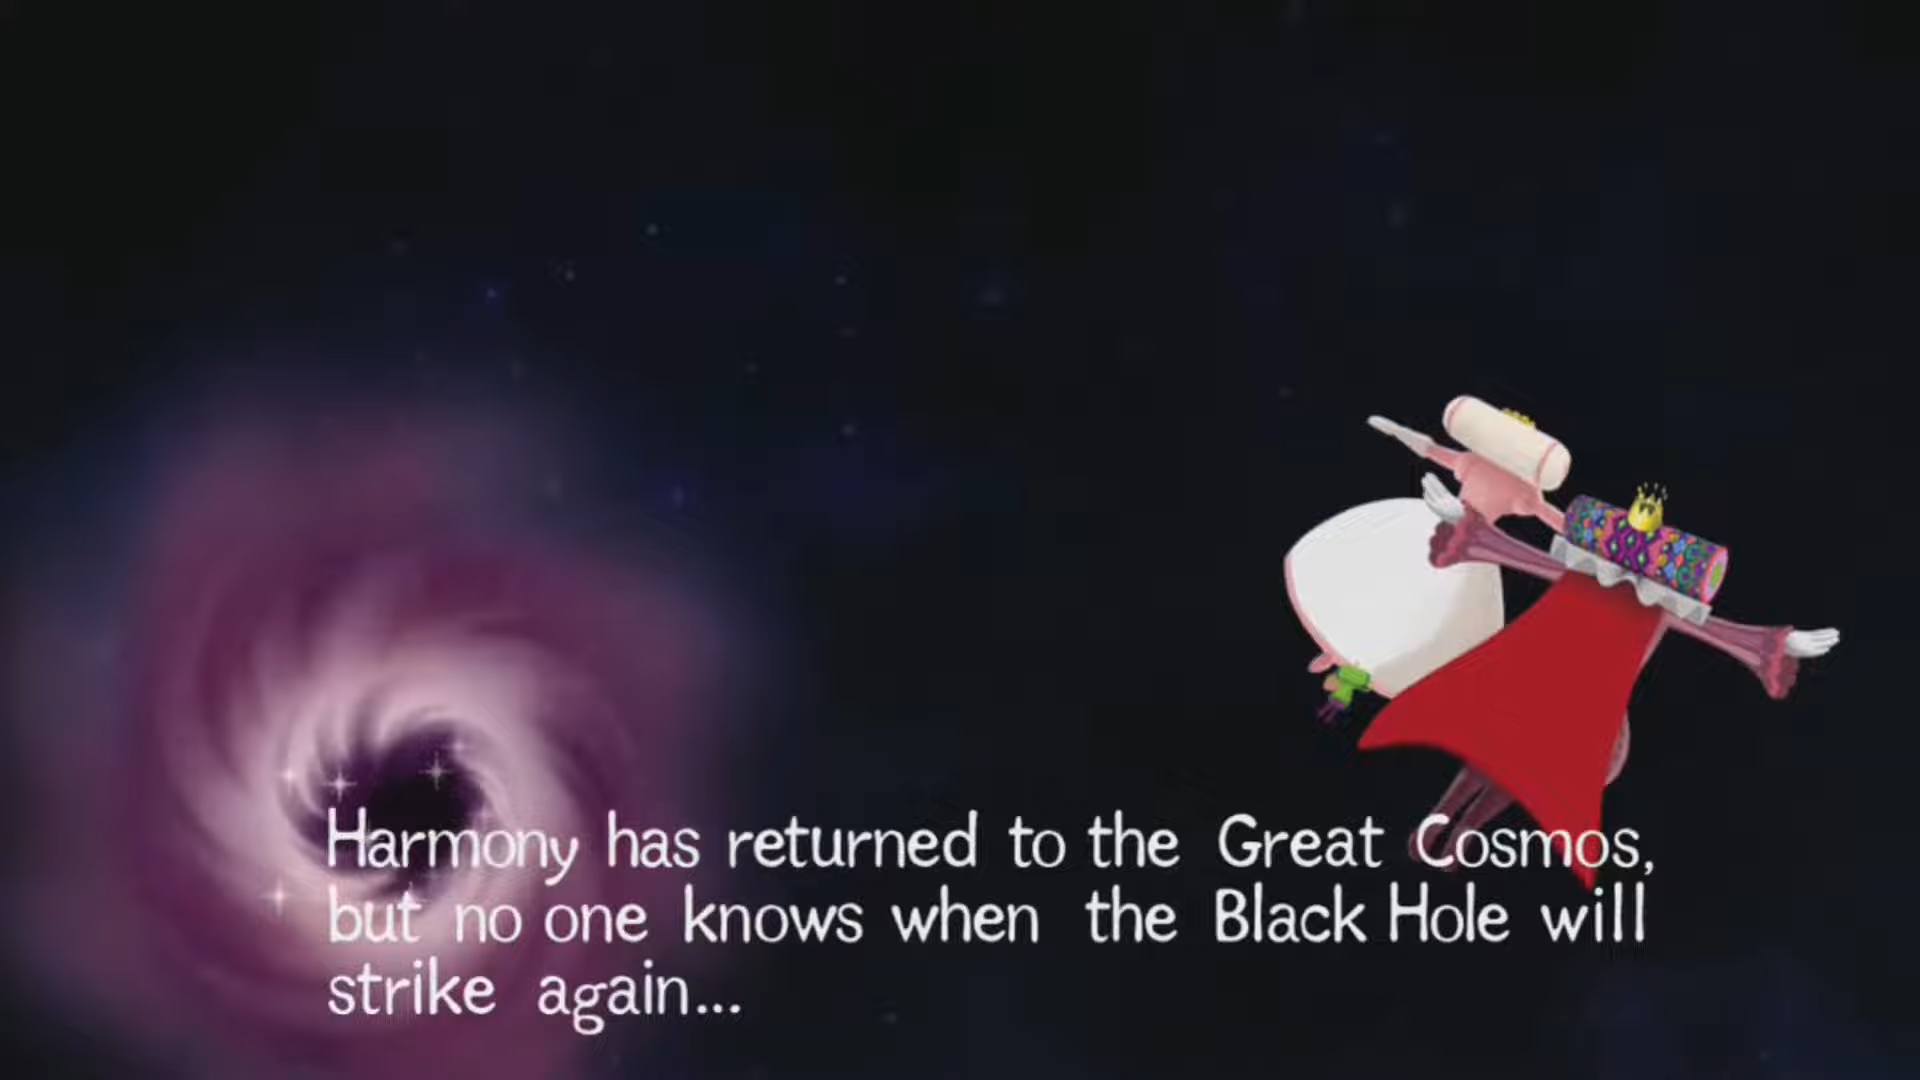 Harmony has returned to the Great Cosmos,
but no one knows when the Black Hole will
strike again...